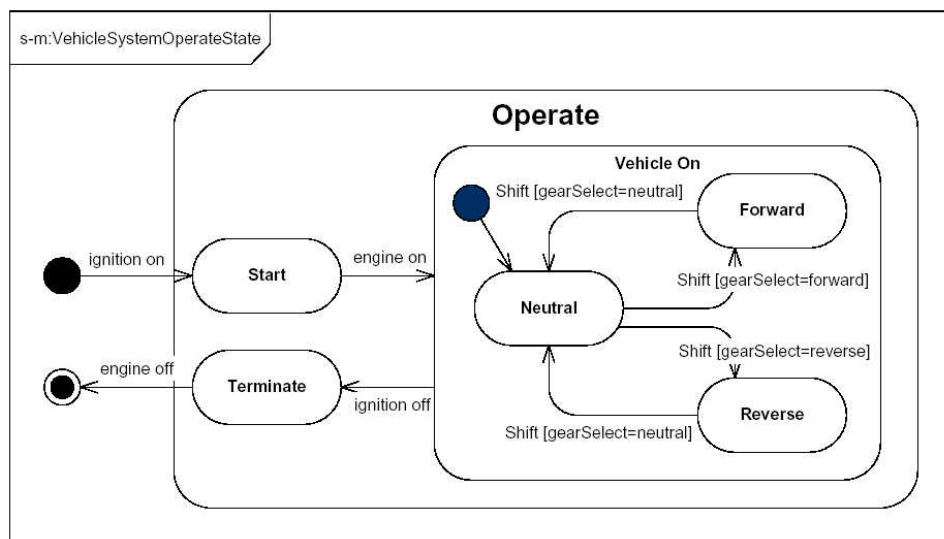 s-m:VehicleSystemOperateState
Operate
Vehicle On
Shift [gearSelect=neutral]
Forward
ignition on
Start
engine on
Shift [gearSelect=forward]
Neutral
Shift [gearSelect=reverse]
engine off
Terminate
ignition off
Reverse
Shift [gearSelect=neutral]